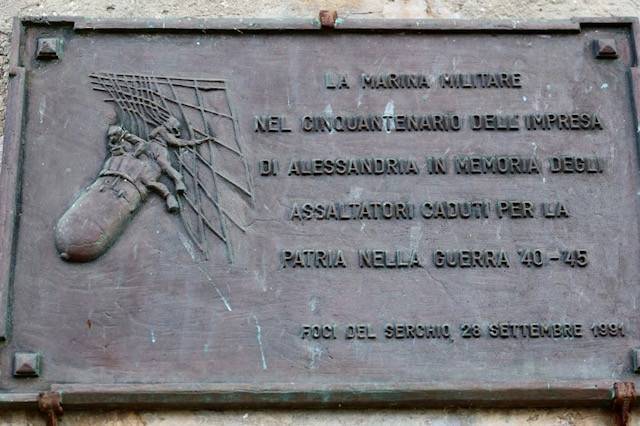 LA MARINA MILITARE
NEL CINQUANTENARIO DELL'IMPRESA
DI ALESSANDRIA IN MEMORIA DEGLI
ASSALTATORI CADUTI PER LA
PATRIA NELLA GUERRA '40-'45
FOCI DEL SERCHIO, 28 SETTEMBRE 1991